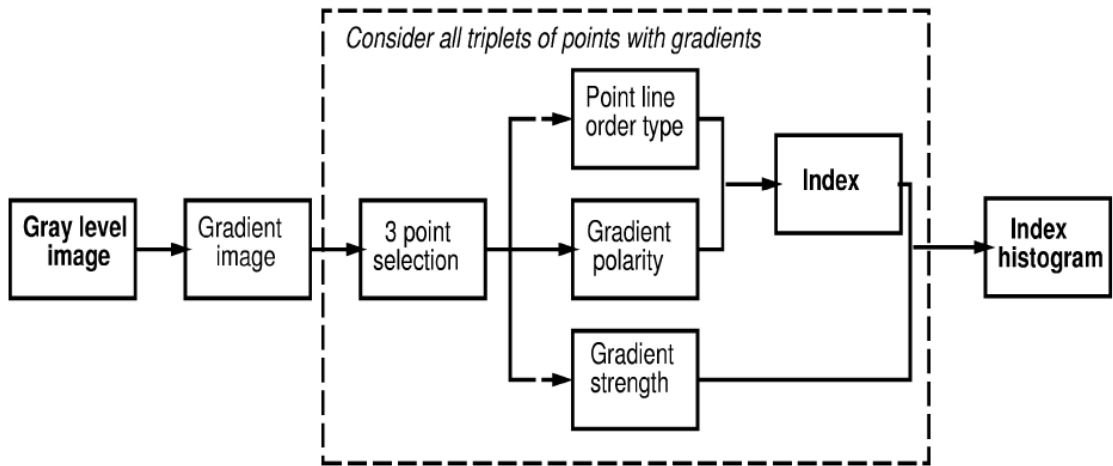 Consider all triplets of points with gradients
Point line
order type
Index
Gray level
image
Gradient
image
3 point
selection
Gradient
polarity
Index
histogram
Gradient
strength